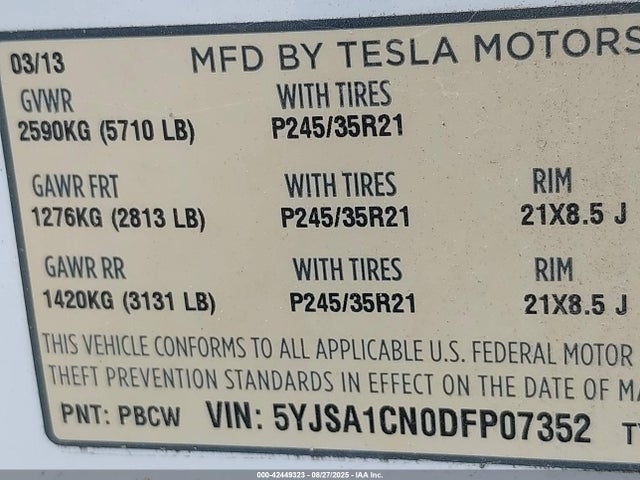 03/13 MFD BY TESLA MOTORS
GVWR WITH TIRES
2590KG (5710 LB) P245/35R21
GAWR FRT WITH TIRES RIM
1276KG (2813 LB) P245/35R21 21X8.5 J
GAWR RR WITH TIRES RIM
1420KG (3131 LB) P245/35R21 21X8.5 J
THIS VEHICLE CONFORMS TO ALL APPLICABLE U.S. FEDERAL MOTOR
THEFT PREVENTION STANDARDS IN EFFECT ON THE DATE OF MA
PNT: PBCW VIN: 5YJSA1CN0DFP07352 TY
000-42449323 - 08/27/2025 - IAA